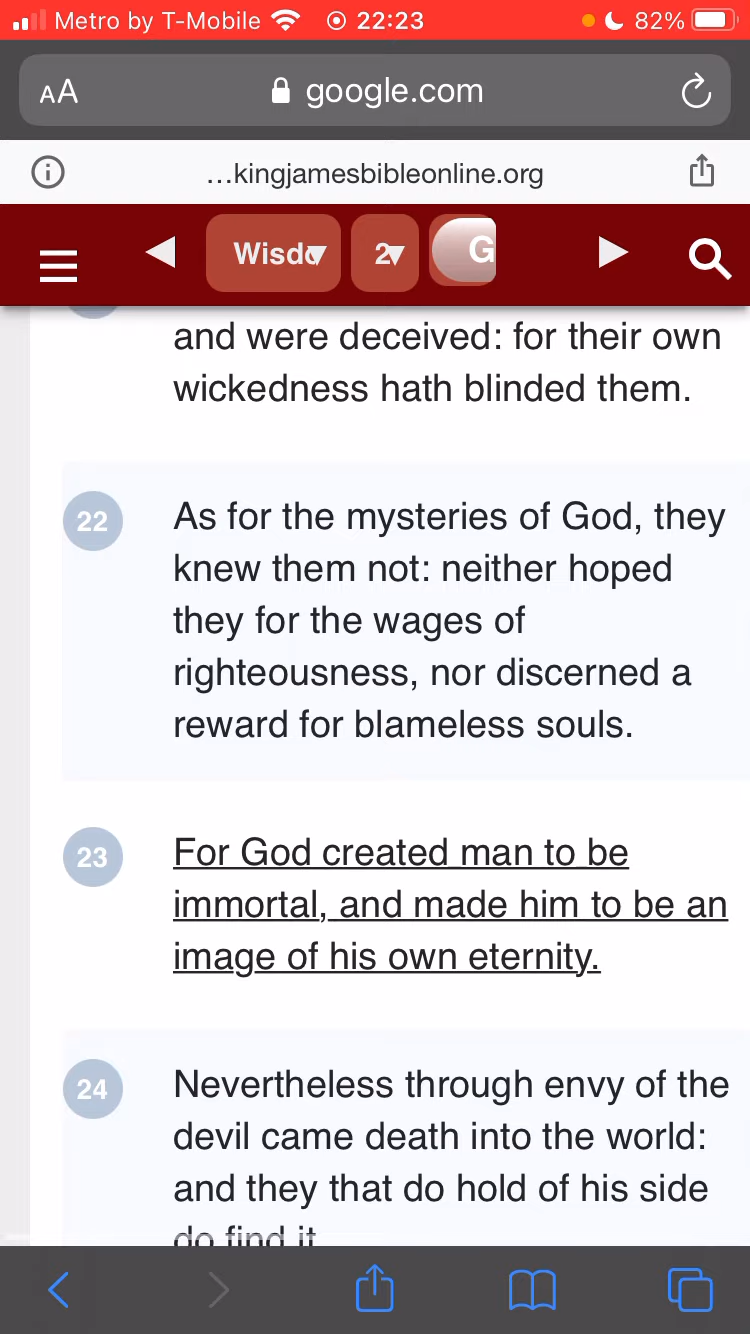 Metro by T-Mobile 22:23 82%
AA google.com
...kingjamesbibleonline.org
Wisdo 2 G
and were deceived: for their own
wickedness hath blinded them.
22 As for the mysteries of God, they
knew them not: neither hoped
they for the wages of
righteousness, nor discerned a
reward for blameless souls.
23 For God created man to be
immortal, and made him to be an
image of his own eternity.
24 Nevertheless through envy of the
devil came death into the world:
and they that do hold of his side
do find it